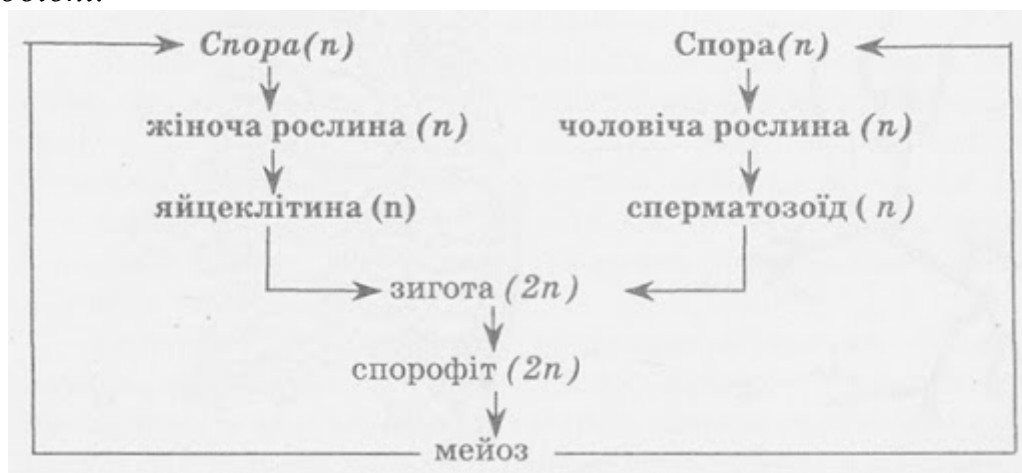 Спора(n) Спора(n)
жіноча рослина (n) чоловіча рослина (n)
яйцеклітина (n) сперматозоїд ( n )
зигота (2n)
спорофіт (2n)
мейоз